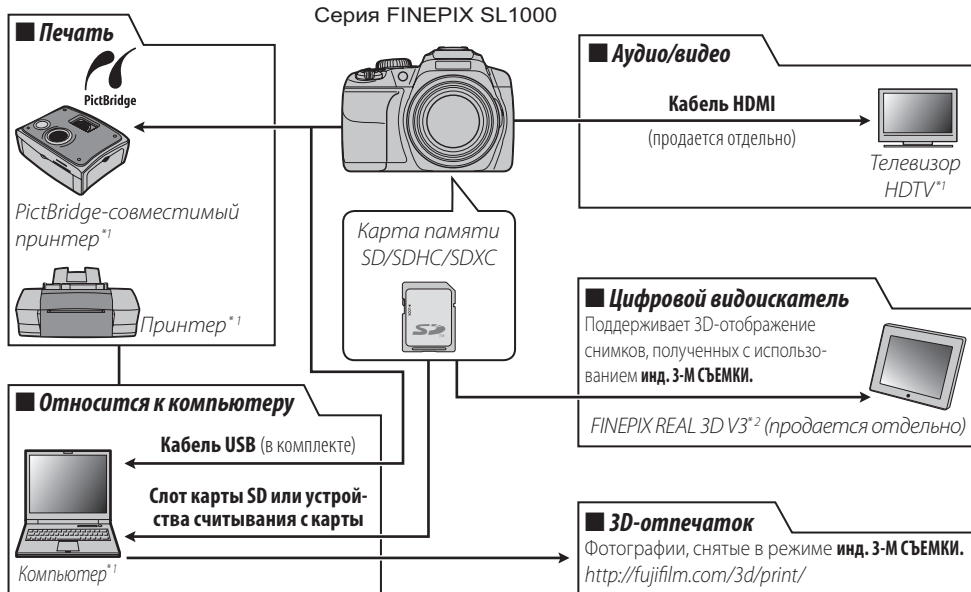 Серия FINEPIX SL1000
■ Печать
PictBridge
PictBridge-совместимый
принтер*1
Принтер*1
■ Аудио/видео
Кабель HDMI
(продается отдельно)
Телевизор
HDTV*1
Карта памяти
SD/SDHC/SDXC
■ Цифровой видоискатель
Поддерживает 3D-отображение
снимков, полученных с использо-
ванием инд. 3-М СЪЕМКИ.
FINEPIX REAL 3D V3*2 (продается отдельно)
■ Относится к компьютеру
Кабель USB (в комплекте)
Слот карты SD или устрой-
ства считывания с карты
Компьютер*1
■ 3D-отпечаток
Фотографии, снятые в режиме инд. 3-М СЪЕМКИ.
http://fujifilm.com/3d/print/